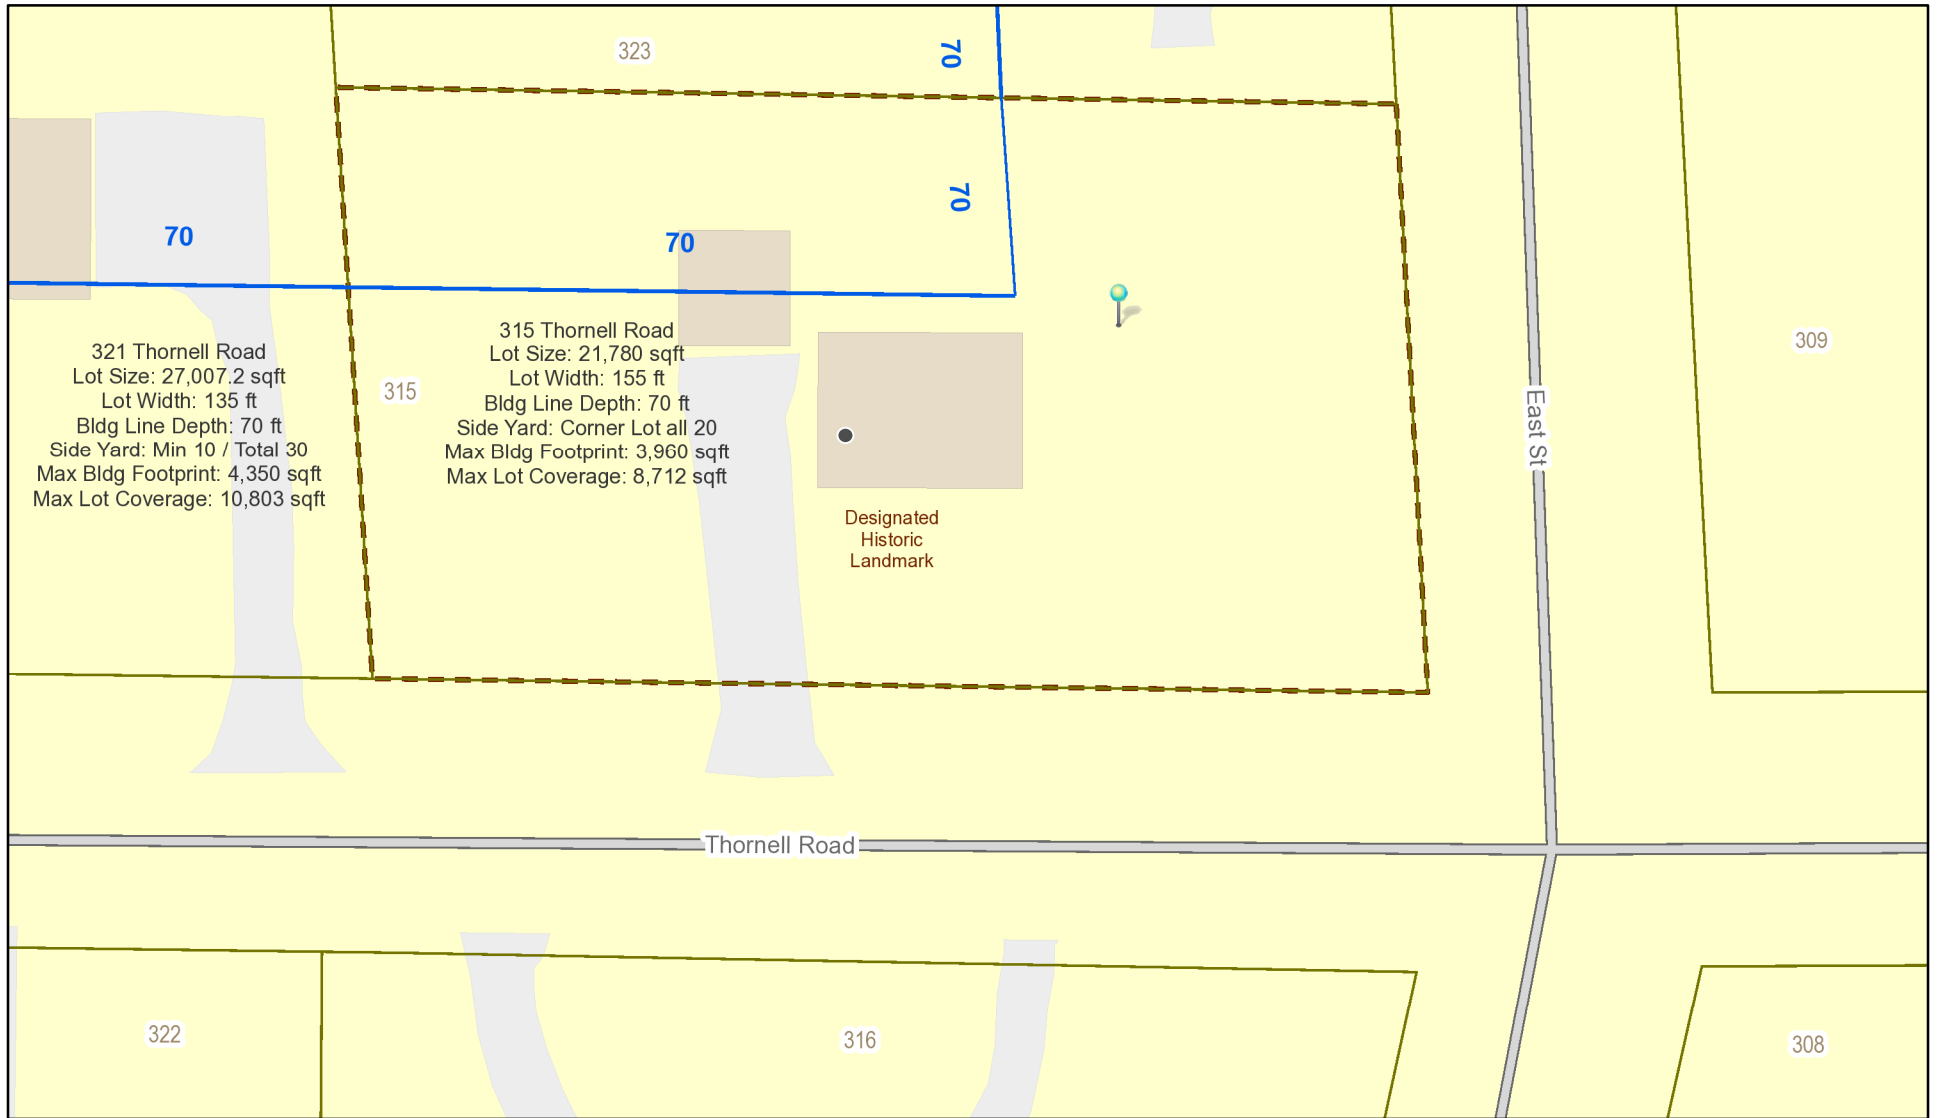 323
70
70
70
70
321 Thornell Road
Lot Size: 27,007.2 sqft
Lot Width: 135 ft
Bldg Line Depth: 70 ft
Side Yard: Min 10 / Total 30
Max Bldg Footprint: 4,350 sqft
Max Lot Coverage: 10,803 sqft
315
315 Thornell Road
Lot Size: 21,780 sqft
Lot Width: 155 ft
Bldg Line Depth: 70 ft
Side Yard: Corner Lot all 20
Max Bldg Footprint: 3,960 sqft
Max Lot Coverage: 8,712 sqft
Designated
Historic
Landmark
East St
309
Thornell Road
322
316
308